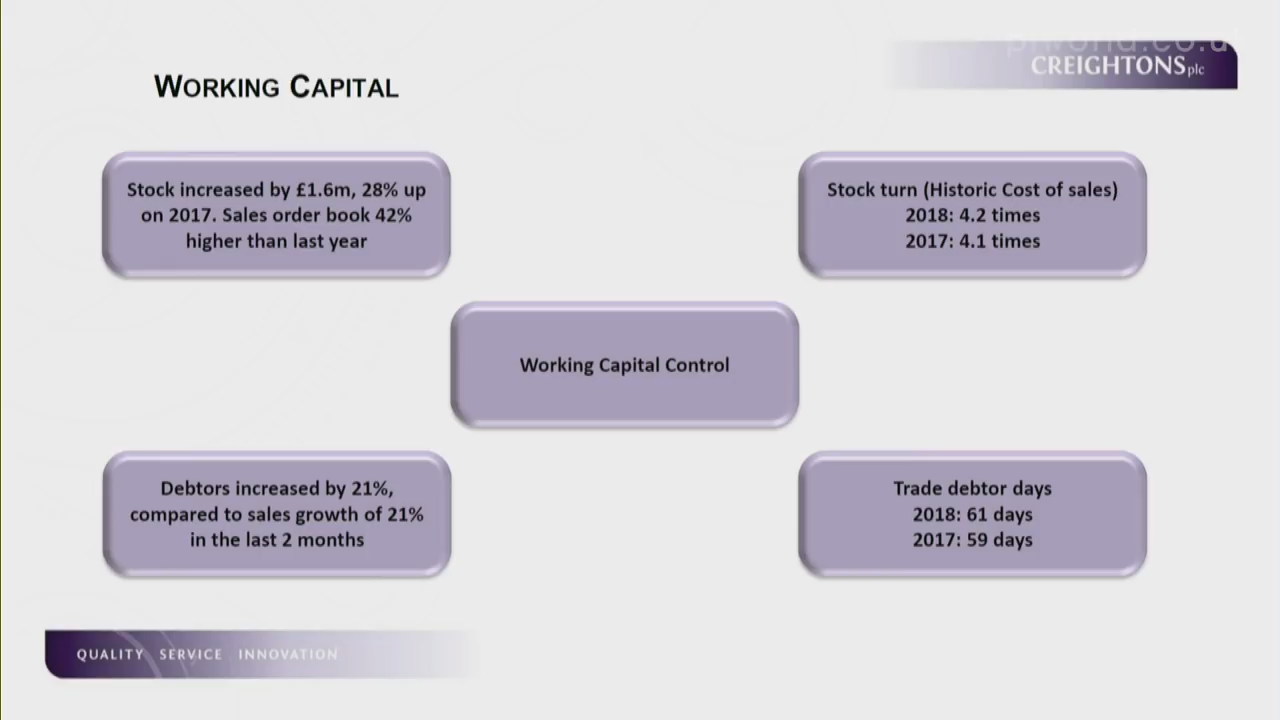 WORKING CAPITAL
CREIGHTONS plc
Stock increased by £1.6m, 28% up
on 2017. Sales order book 42%
higher than last year
Stock turn (Historic Cost of sales)
2018: 4.2 times
2017: 4.1 times
Working Capital Control
Debtors increased by 21%,
compared to sales growth of 21%
in the last 2 months
Trade debtor days
2018: 61 days
2017: 59 days
QUALITY SERVICE INNOVATION